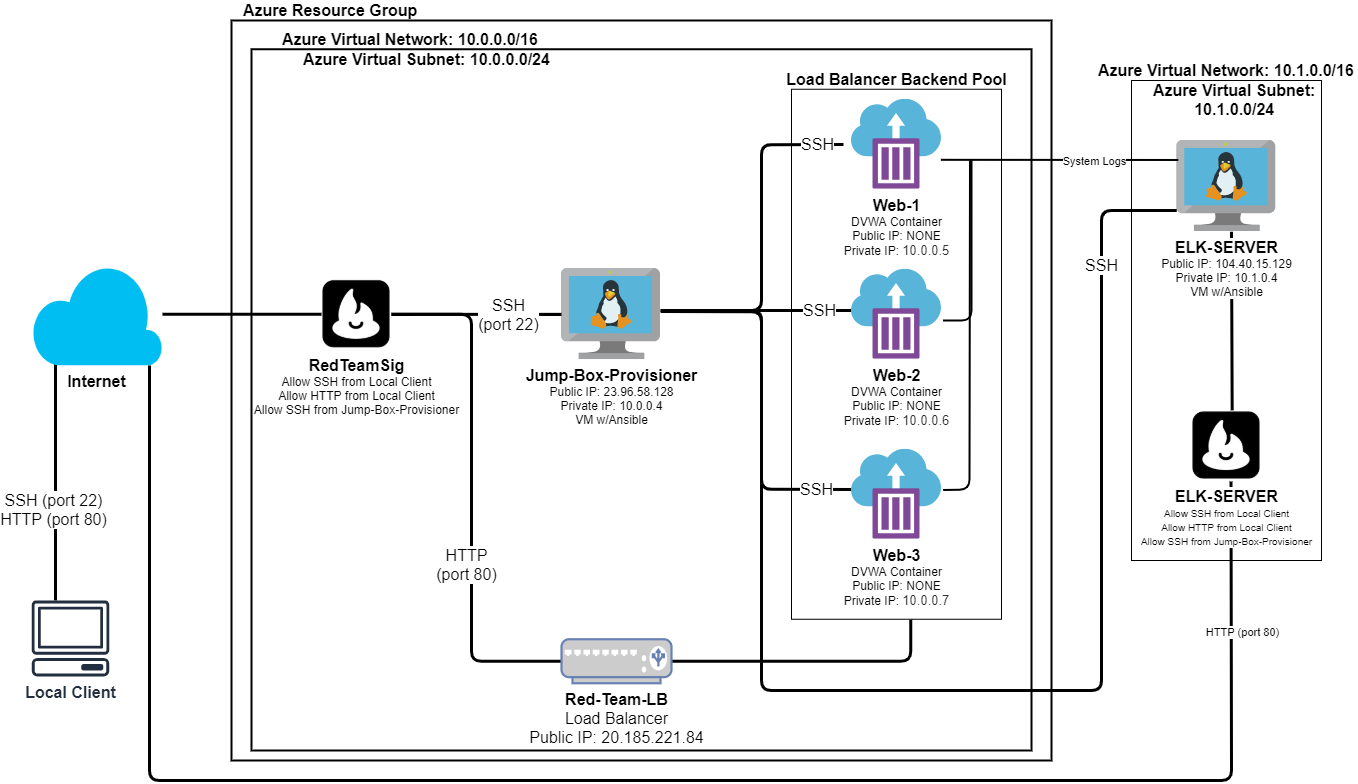 Azure Resource Group
Azure Virtual Network: 10.0.0.0/16
Azure Virtual Subnet: 10.0.0.0/24
Load Balancer Backend Pool
Azure Virtual Network: 10.1.0.0/16
Azure Virtual Subnet:
10.1.0.0/24
SSH
System Logs
Web-1
DVWA Container
Public IP: NONE
Private IP: 10.0.0.5
ELK-SERVER
Public IP: 104.40.15.129
Private IP: 10.1.0.4
VM w/Ansible
SSH
Internet
RedTeamSig
Allow SSH from Local Client
Allow HTTP from Local Client
Allow SSH from Jump-Box-Provisioner
SSH
(port 22)
Jump-Box-Provisioner
Public IP: 23.96.58.128
Private IP: 10.0.0.4
VM w/Ansible
SSH
Web-2
DVWA Container
Public IP: NONE
Private IP: 10.0.0.6
SSH
Web-3
DVWA Container
Public IP: NONE
Private IP: 10.0.0.7
ELK-SERVER
Allow SSH from Local Client
Allow HTTP from Local Client
Allow SSH from Jump-Box-Provisioner
SSH (port 22)
HTTP (port 80)
HTTP
(port 80)
HTTP (port 80)
Local Client
Red-Team-LB
Load Balancer
Public IP: 20.185.221.84